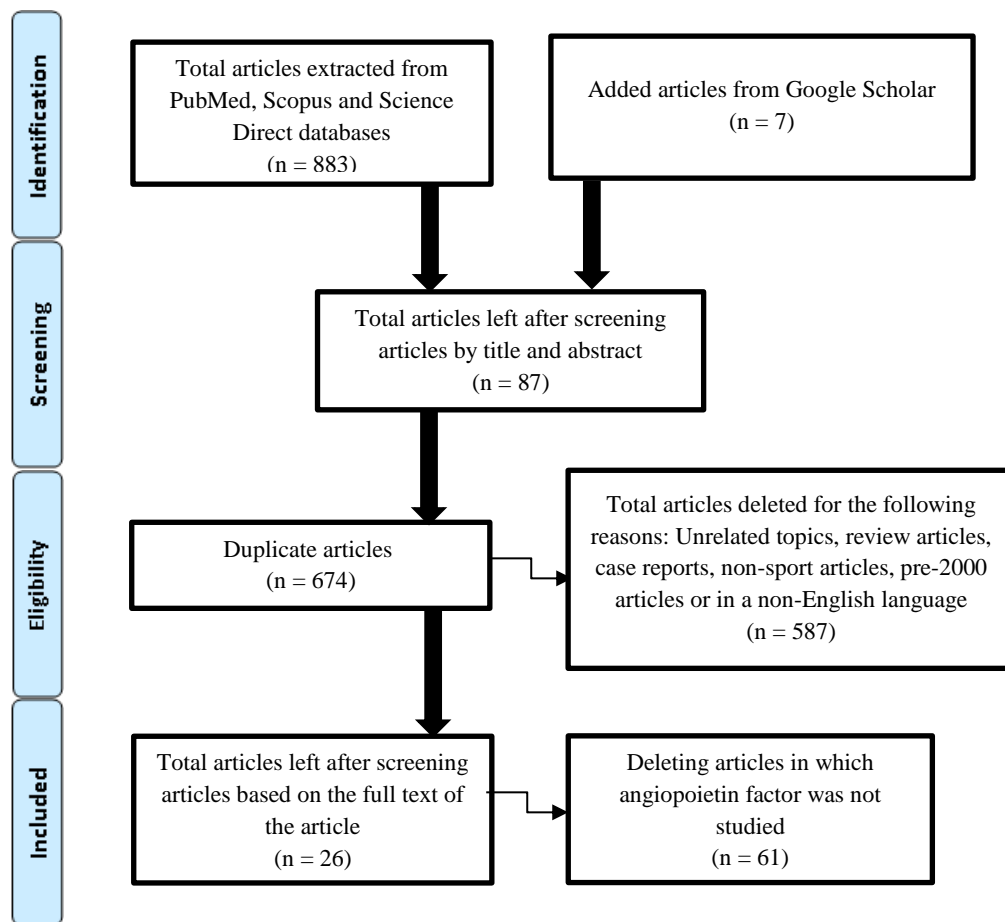 Identification
Total articles extracted from
PubMed, Scopus and Science
Direct databases
(n = 883)
Added articles from Google Scholar
(n = 7)
Screening
Total articles left after screening
articles by title and abstract
(n = 87)
Eligibility
Duplicate articles
(n = 674)
Total articles deleted for the following
reasons: Unrelated topics, review articles,
case reports, non-sport articles, pre-2000
articles or in a non-English language
(n = 587)
Included
Total articles left after screening
articles based on the full text of
the article
(n = 26)
Deleting articles in which
angiopoietin factor was not
studied
(n = 61)